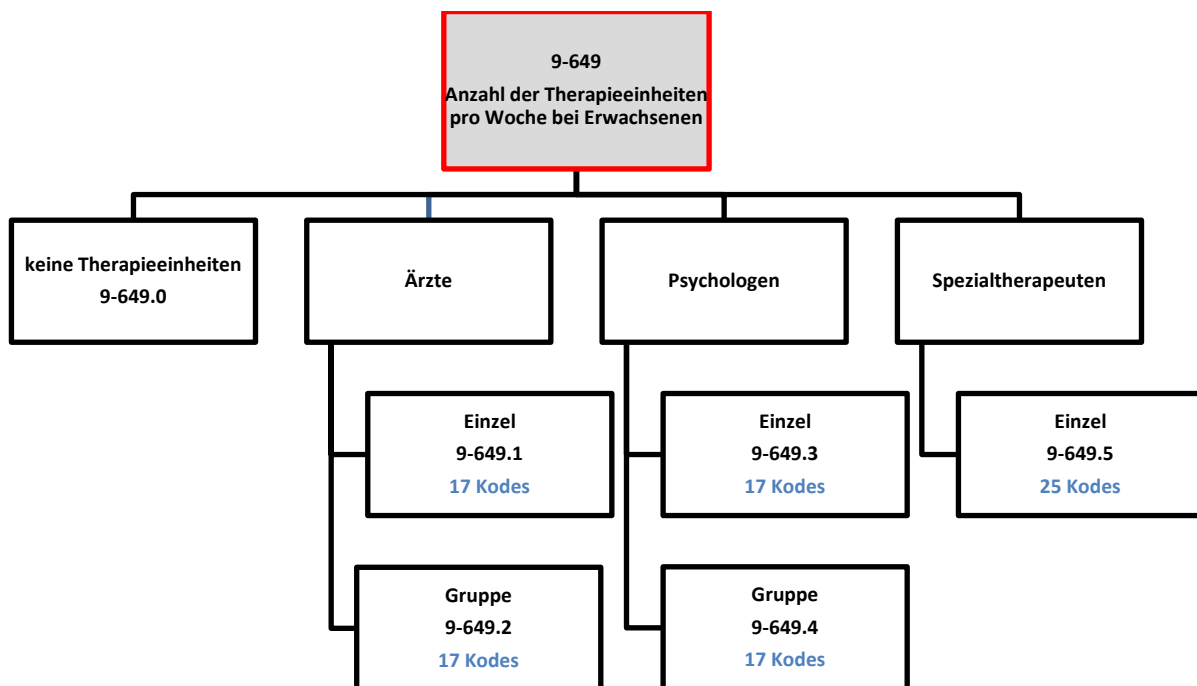 9-649
Anzahl der Therapieeinheiten
pro Woche bei Erwachsenen
keine Therapieeinheiten
9-649.0
Ärzte
Psychologen
Spezialtherapeuten
Einzel
9-649.1
17 Kodes
Einzel
9-649.3
17 Kodes
Einzel
9-649.5
25 Kodes
Gruppe
9-649.2
17 Kodes
Gruppe
9-649.4
17 Kodes